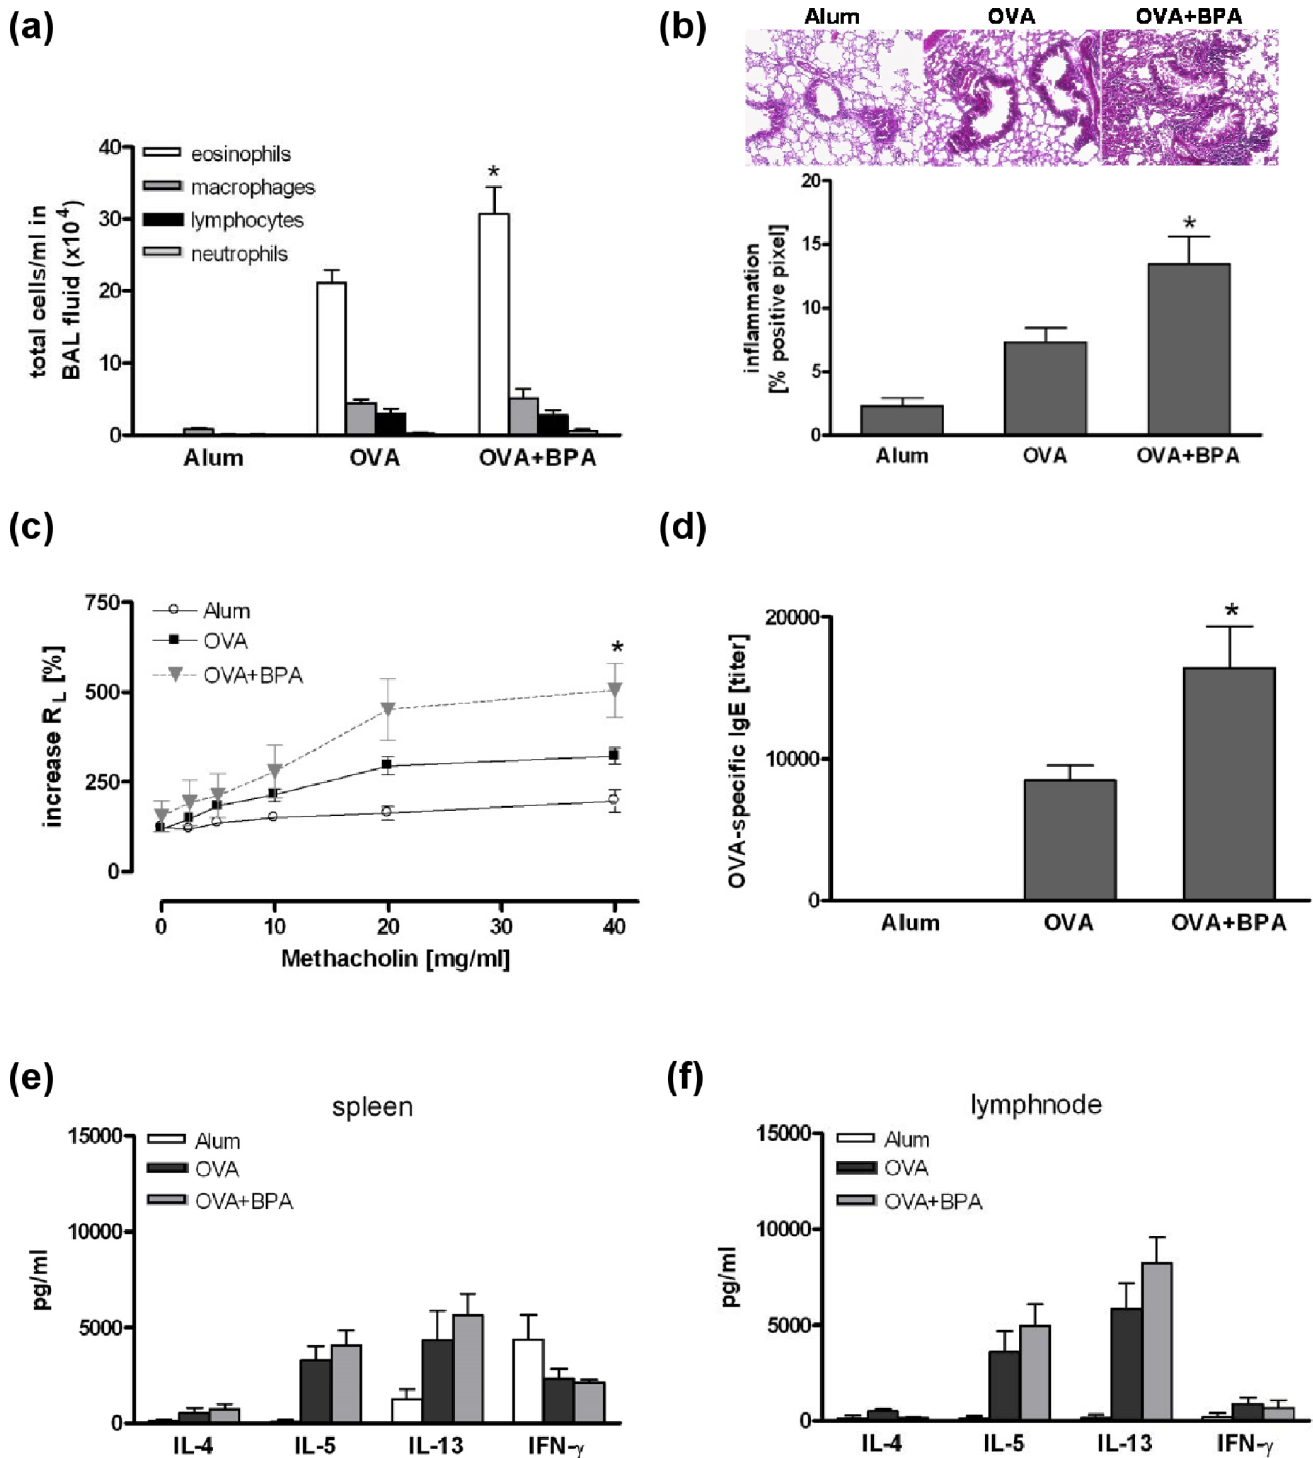 (a)
40
30
20
10
0
total cells/ml in
BAL fluid (x10⁴)
eosinophils
macrophages
lymphocytes
neutrophils
*
Alum OVA OVA+BPA
(b)
Alum OVA OVA+BPA
20
15
10
5
0
inflammation
[% positive pixel]
*
Alum OVA OVA+BPA
(c)
750
500
250
0
increase R L [%]
Alum
OVA
OVA+BPA
*
0 10 20 30 40
Methacholin [mg/ml]
(d)
20000
10000
0
OVA-specific IgE [titer]
*
Alum OVA OVA+BPA
(e)
spleen
15000
10000
5000
0
pg/ml
Alum
OVA
OVA+BPA
IL-4 IL-5 IL-13 IFN-γ
(f)
lymphnode
15000
10000
5000
0
pg/ml
Alum
OVA
OVA+BPA
IL-4 IL-5 IL-13 IFN-γ